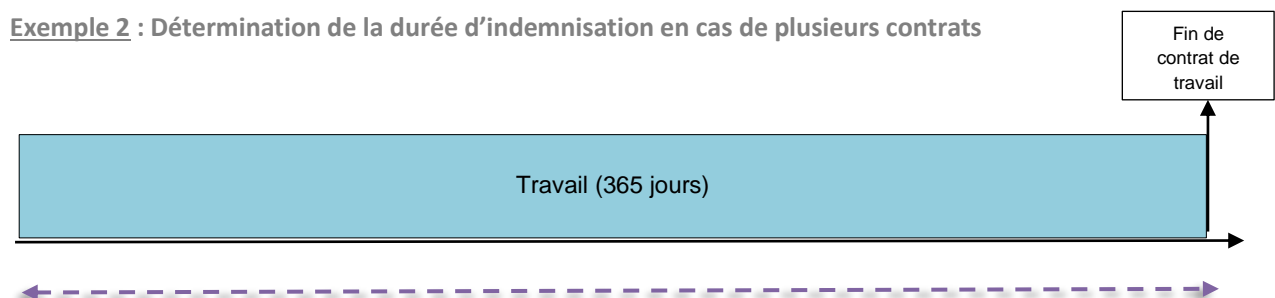 Exemple 2 : Détermination de la durée d’indemnisation en cas de plusieurs contrats
Fin de
contrat de
travail
Travail (365 jours)